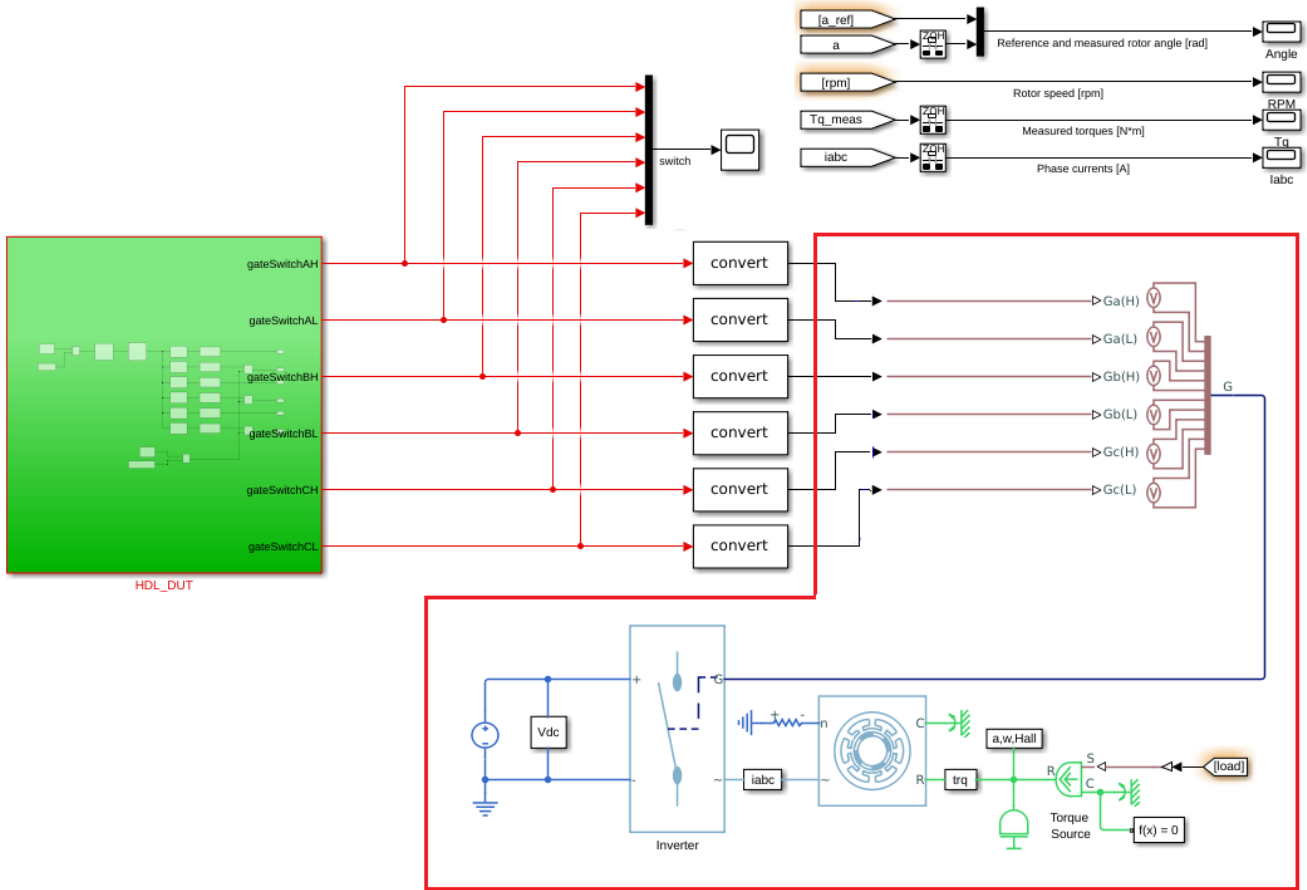 [a_ref]
a
ZOH
Reference and measured rotor angle [rad]
Angle
[rpm]
Rotor speed [rpm]
RPM
Tq_meas
ZOH
Measured torques [N*m]
Tq
iabc
ZOH
Phase currents [A]
Iabc
switch
gateSwitchAH
convert
Ga(H)
V
gateSwitchAL
convert
Ga(L)
V
gateSwitchBH
convert
Gb(H)
V
G
gateSwitchBL
convert
Gb(L)
V
gateSwitchCH
convert
Gc(H)
V
gateSwitchCL
convert
Gc(L)
V
HDL_DUT
+
G
-
~
Vdc
Inverter
iabc
+ -
n
~
C
R
trq
a,w,Hall
R
S
C
[load]
Torque
Source
f(x) = 0